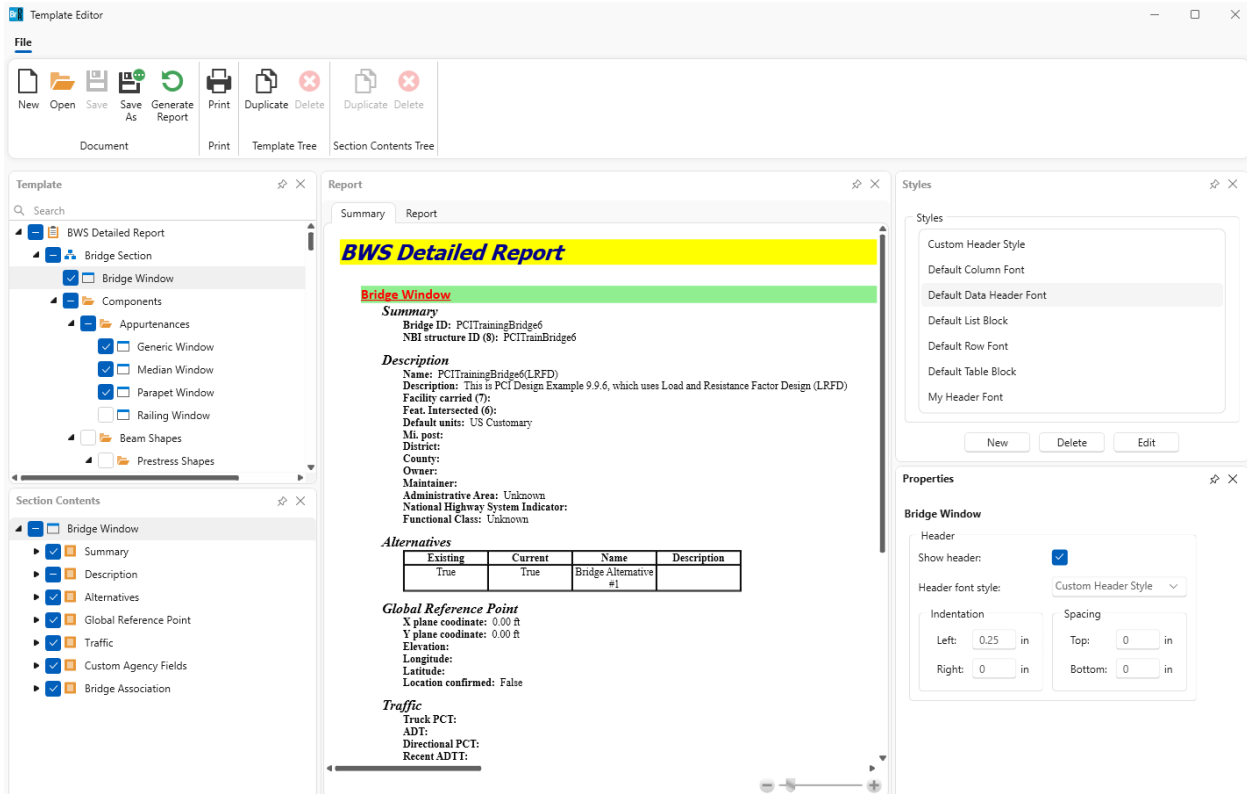 Template Editor
File
New Open Save Save As Generate Report Print Duplicate Delete Duplicate Delete
Document Print Template Tree Section Contents Tree
Template
Search
BWS Detailed Report
Bridge Section
Bridge Window
Components
Appurtenances
Generic Window
Median Window
Parapet Window
Railing Window
Beam Shapes
Prestress Shapes
Section Contents
Bridge Window
Summary
Description
Alternatives
Global Reference Point
Traffic
Custom Agency Fields
Bridge Association
Report
Summary Report
BWS Detailed Report
Bridge Window
Summary
Bridge ID: PCITrainingBridge6
NBI structure ID (8): PCITrainBridge6
Description
Name: PCITrainingBridge6(LRFD)
Description: This is PCI Design Example 9.9.6, which uses Load and Resistance Factor Design (LRFD)
Facility carried (7):
Feat. Intersected (6):
Default units: US Customary
Mi. post:
District:
County:
Owner:
Maintainer:
Administrative Area: Unknown
National Highway System Indicator:
Functional Class: Unknown
Alternatives
Existing Current Name Description
True True Bridge Alternative
#1
Global Reference Point
X plane coodinate: 0.00 ft
Y plane coodinate: 0.00 ft
Elevation:
Longitude:
Latitude:
Location confirmed: False
Traffic
Truck PCT:
ADT:
Directional PCT:
Recent ADTT:
Styles
Styles
Custom Header Style
Default Column Font
Default Data Header Font
Default List Block
Default Row Font
Default Table Block
My Header Font
New Delete Edit
Properties
Bridge Window
Header
Show header:
Header font style: Custom Header Style
Indentation Spacing
Left: 0.25 in Top: 0 in
Right: 0 in Bottom: 0 in